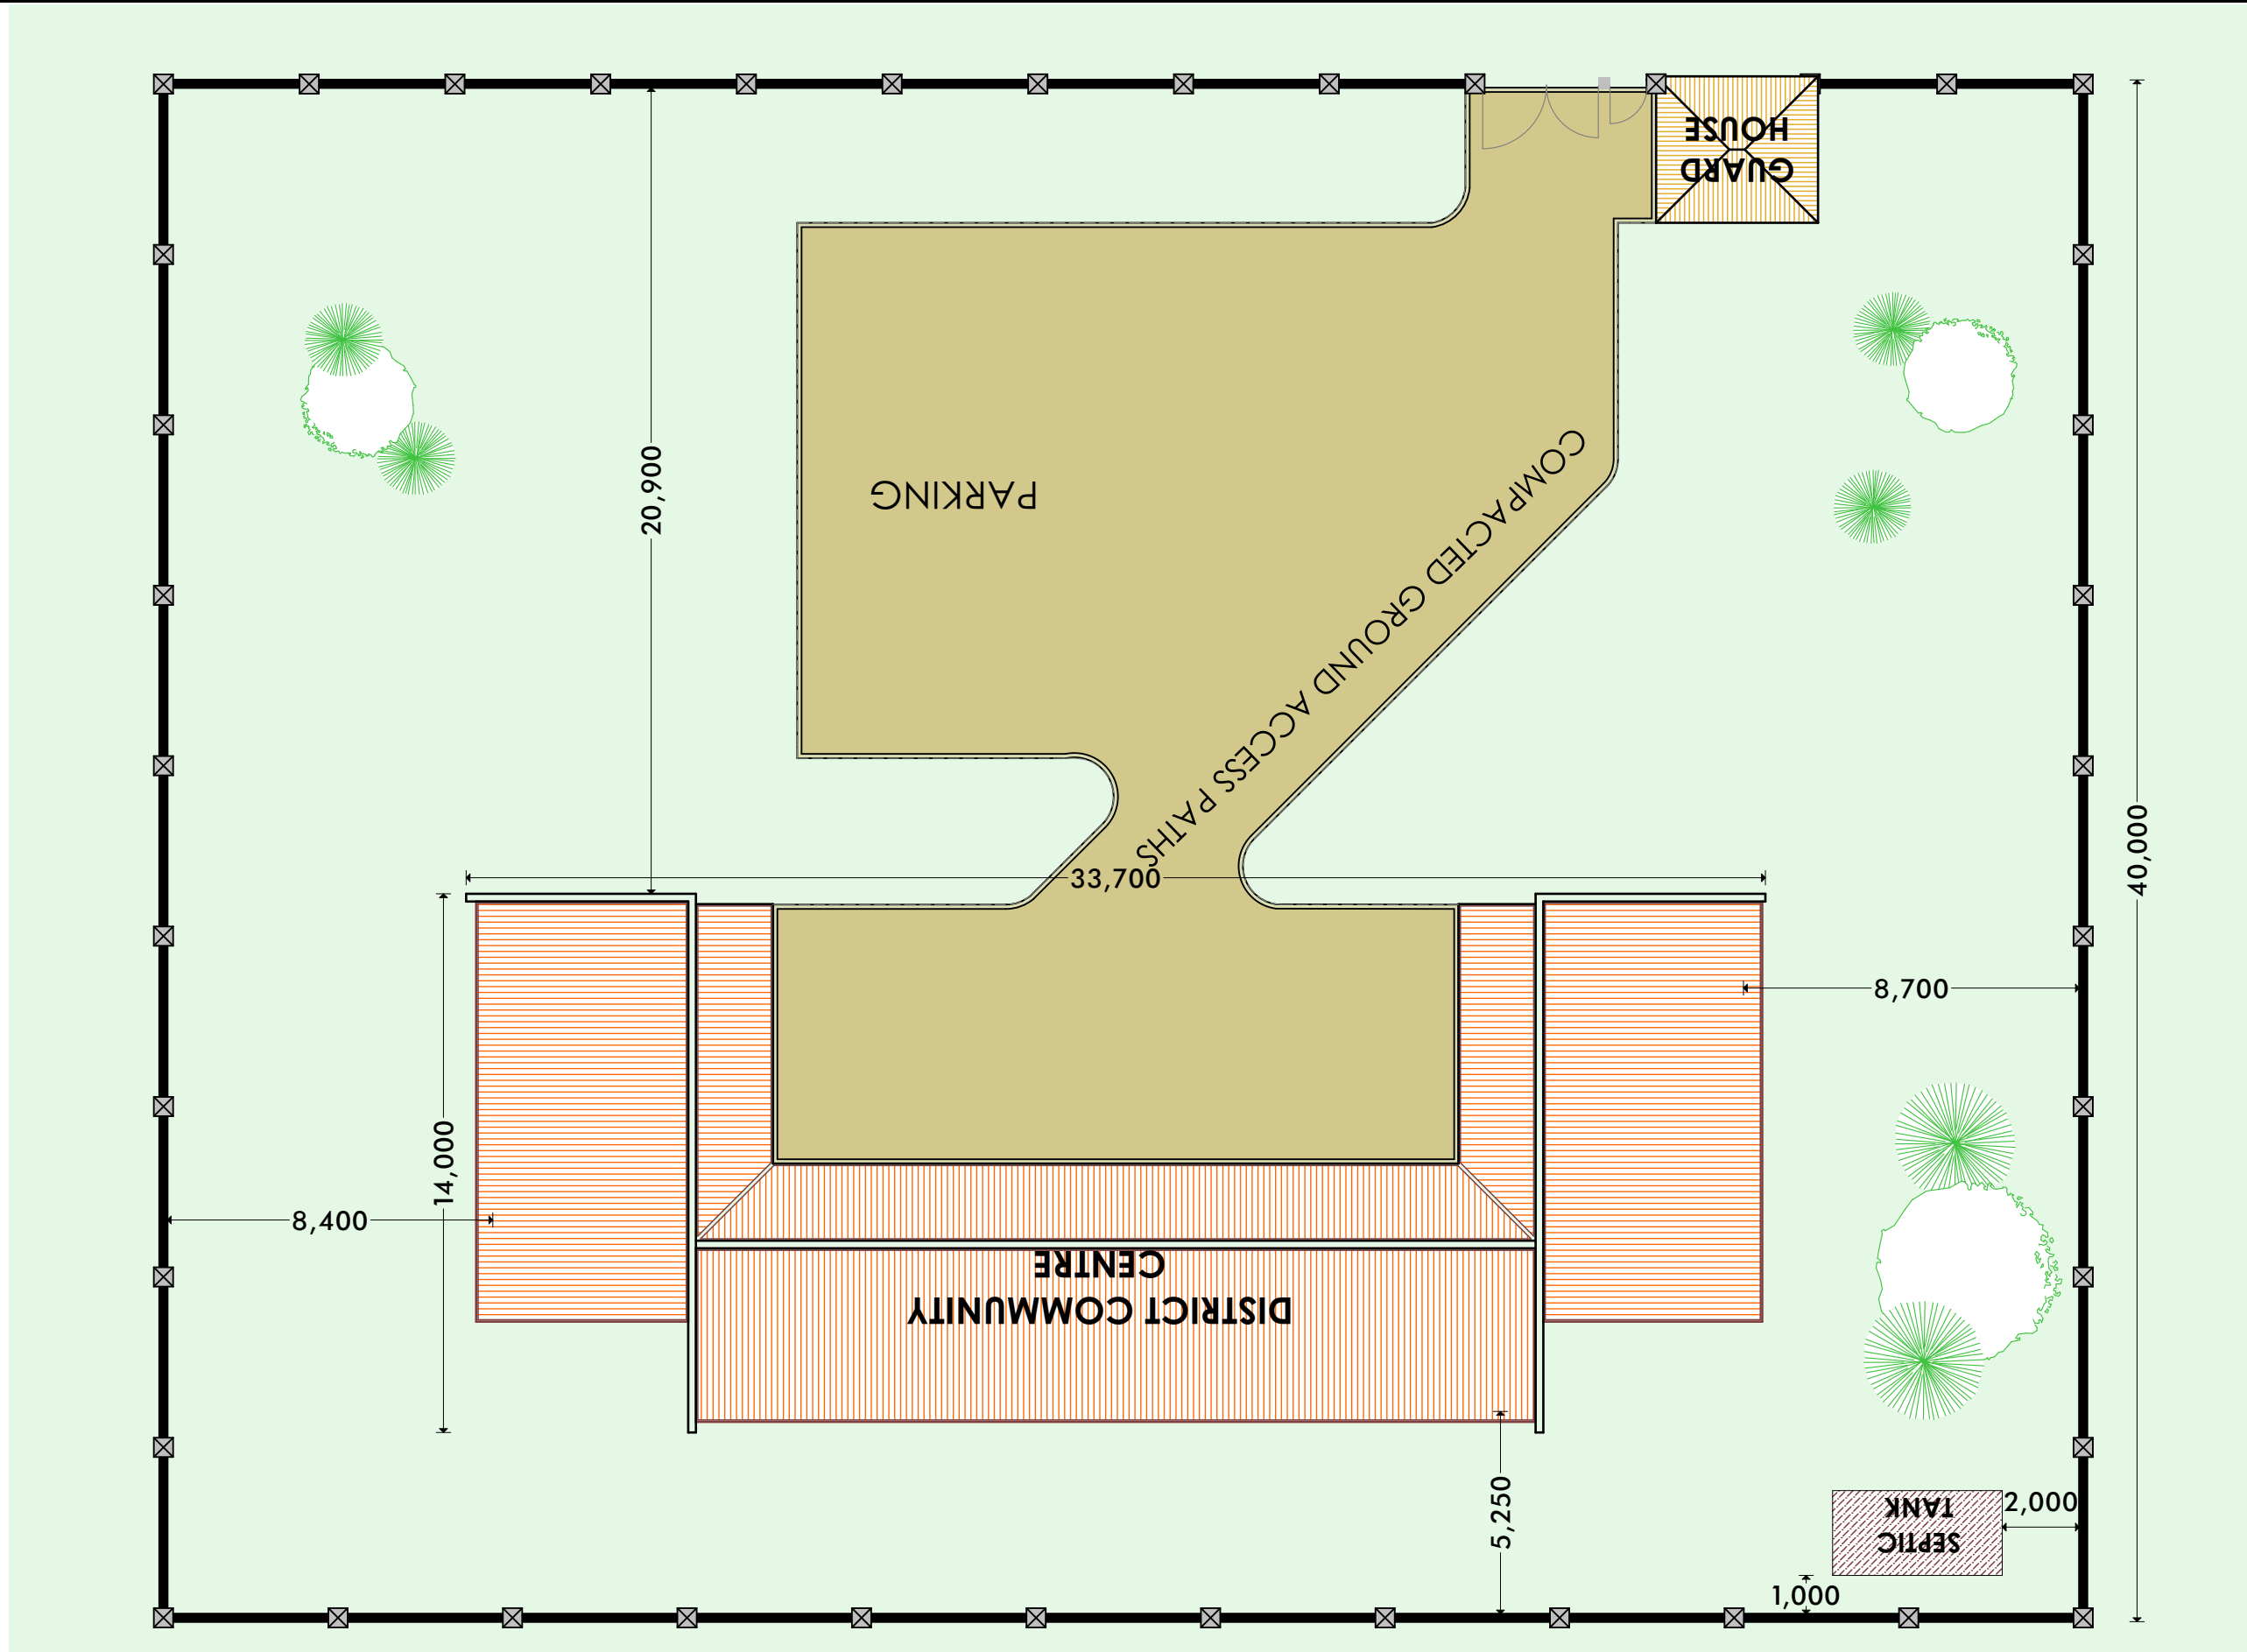 GUARD
HOUSE
20,900
PARKING
COMPACTED GROUND ACCESS PATHS
40,000
33,700
8,700
14,000
8,400
DISTRICT COMMUNITY
CENTRE
5,250
SEPTIC
TANK
2,000
1,000